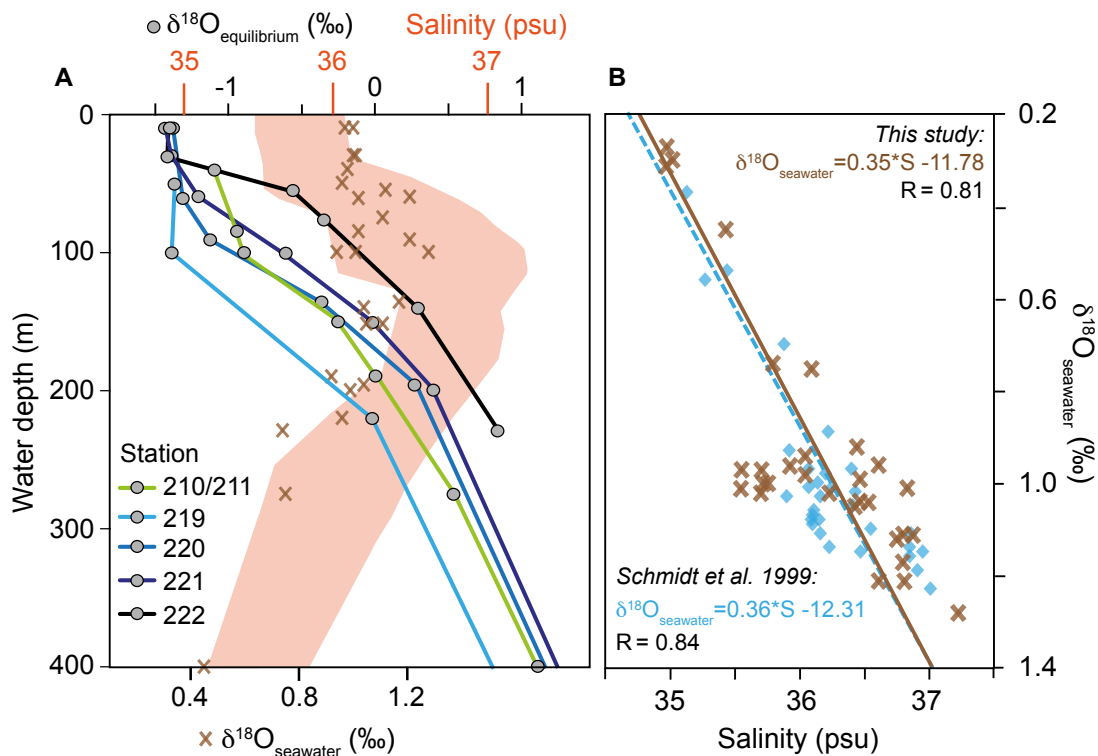 δ18Oequilibrium (‰)
Salinity (psu)
35
36
37
A
-1
0
1
B
0
100
200
300
400
Water depth (m)
Station
210/211
219
220
221
222
0.4
0.8
1.2
δ18Oseawater (‰)
This study:
δ18Oseawater=0.35*S -11.78
R = 0.81
Schmidt et al. 1999:
δ18Oseawater=0.36*S -12.31
R = 0.84
0.2
0.6
1.0
1.4
δ18Oseawater (‰)
35
36
37
Salinity (psu)